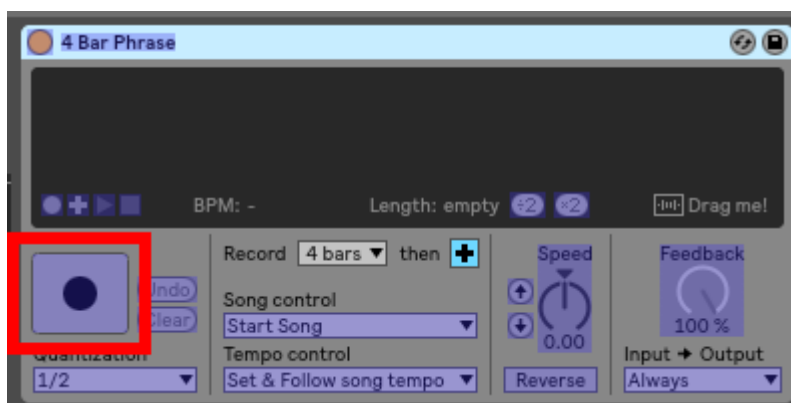 4 Bar Phrase
BPM: -
Length: empty
÷2
×2
Drag me!
Record 4 bars then +
Undo
Clear
Quantization
1/2
Song control
Start Song
Tempo control
Set & Follow song tempo
Speed
0.00
Reverse
Feedback
100 %
Input → Output
Always